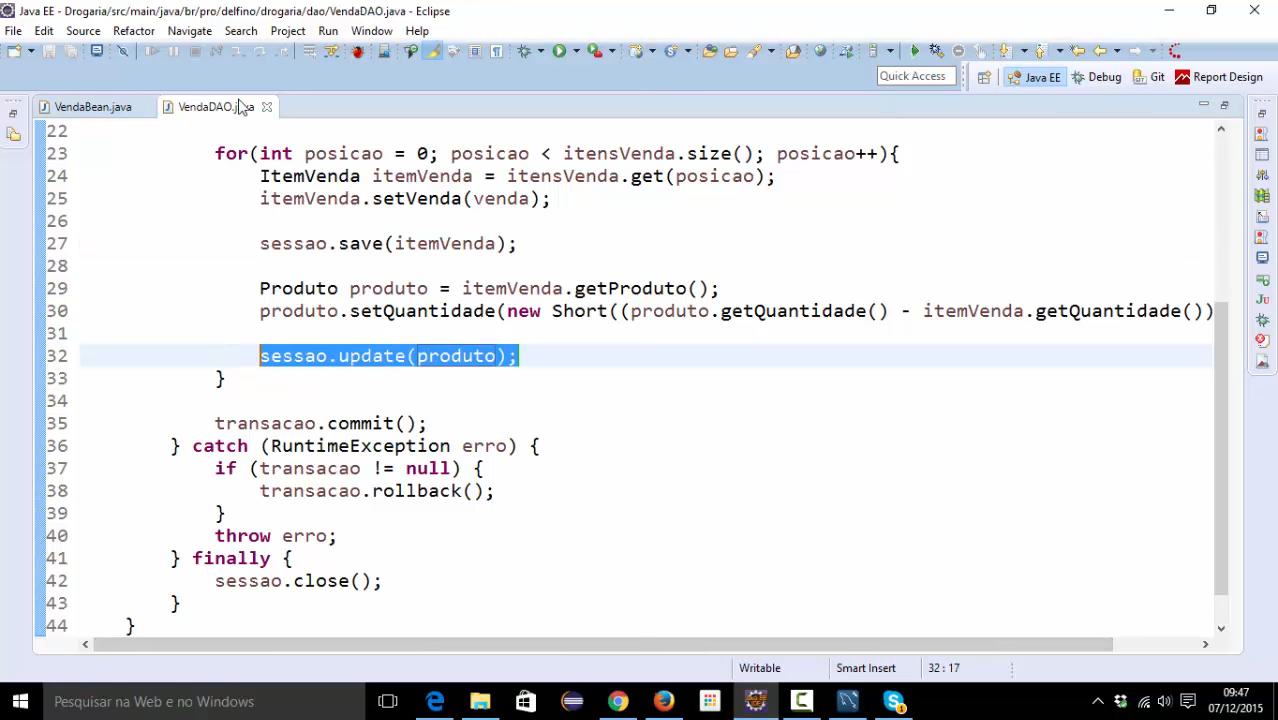 Java EE - Drogaria/src/main/java/br/pro/delfino/drogaria/dao/VendaDAO.java - Eclipse
File Edit Source Refactor Navigate Search Project Run Window Help
Quick Access Java EE Debug Git Report Design
VendaBean.java VendaDAO.java
22
23 for(int posicao = 0; posicao < itensVenda.size(); posicao++){
24 ItemVenda itemVenda = itensVenda.get(posicao);
25 itemVenda.setVenda(venda);
26
27 sessao.save(itemVenda);
28
29 Produto produto = itemVenda.getProduto();
30 produto.setQuantidade(new Short((produto.getQuantidade() - itemVenda.getQuantidade())
31
32 sessao.update(produto);
33 }
34
35 transacao.commit();
36 } catch (RuntimeException erro) {
37 if (transacao != null) {
38 transacao.rollback();
39 }
40 throw erro;
41 } finally {
42 sessao.close();
43 }
44 }
Writable Smart Insert 32 : 17
Pesquisar na Web e no Windows
09:47
07/12/2015